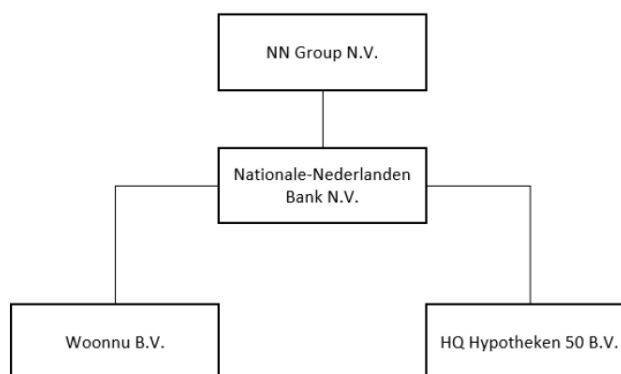 NN Group N.V.
Nationale-Nederlanden
Bank N.V.
Woonnu B.V.
HQ Hypotheken 50 B.V.